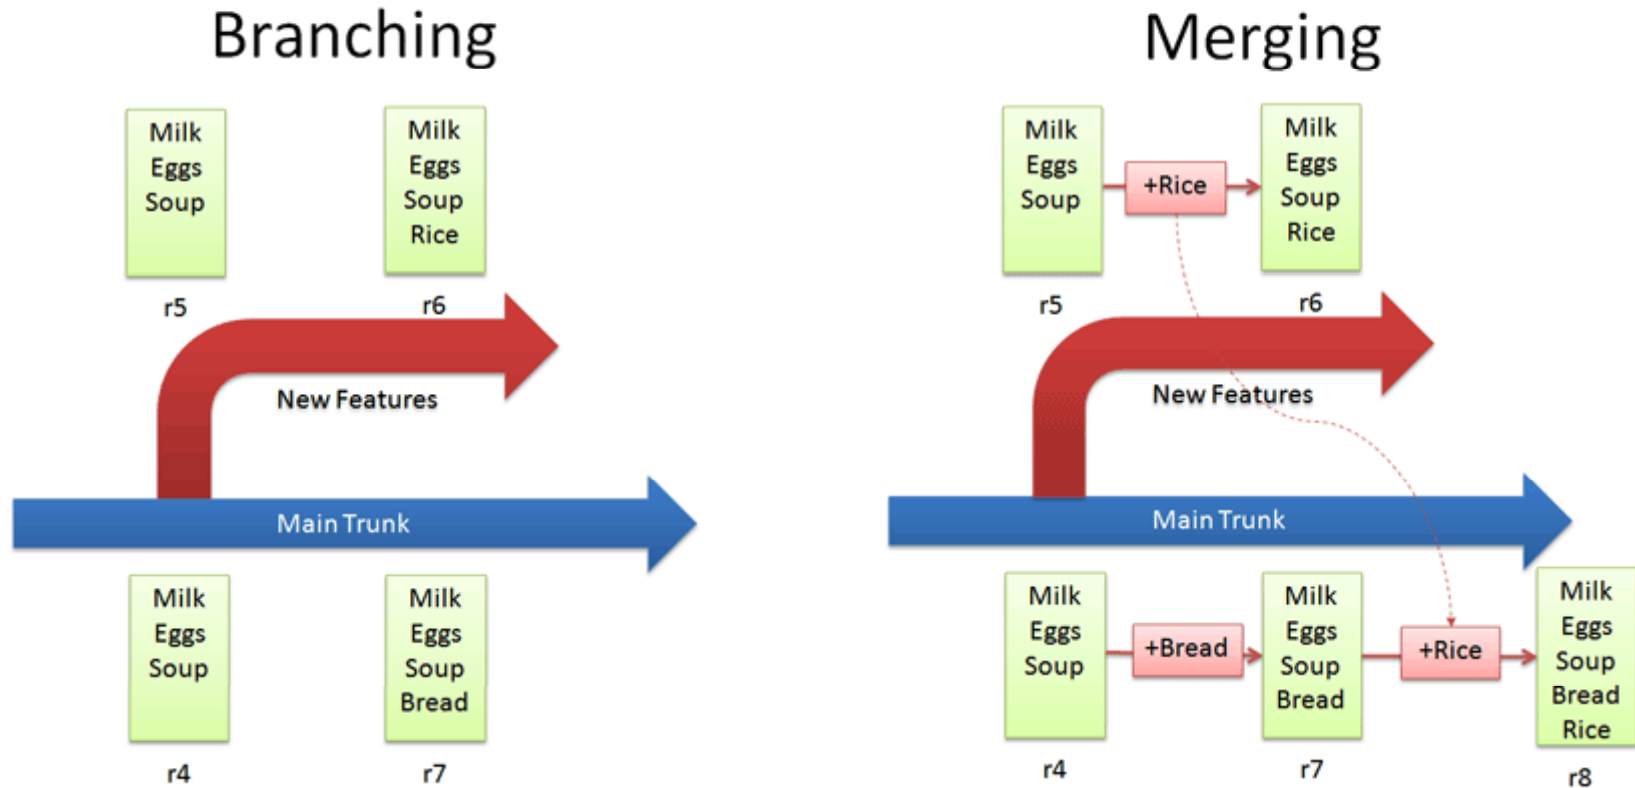 Branching
Milk
Eggs
Soup
r5
Milk
Eggs
Soup
Rice
r6
New Features
Main Trunk
Milk
Eggs
Soup
r4
Milk
Eggs
Soup
Bread
r7
Merging
Milk
Eggs
Soup
r5
+Rice
Milk
Eggs
Soup
Rice
r6
New Features
Main Trunk
Milk
Eggs
Soup
r4
+Bread
Milk
Eggs
Soup
Bread
r7
+Rice
Milk
Eggs
Soup
Bread
Rice
r8